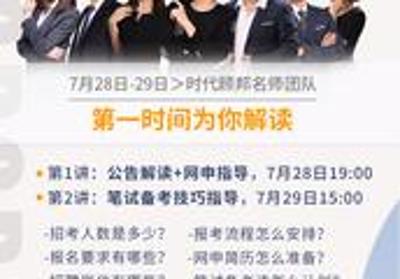 7月28日-29日＞时代顾邦名师团队
第一时间为你解读
第1讲：公告解读+网申指导，7月28日19:00
第2讲：笔试备考技巧指导，7月29日15:00
-招考人数是多少？ -报考流程怎么安排？
-报名要求有哪些？ -网申简历怎么准备？